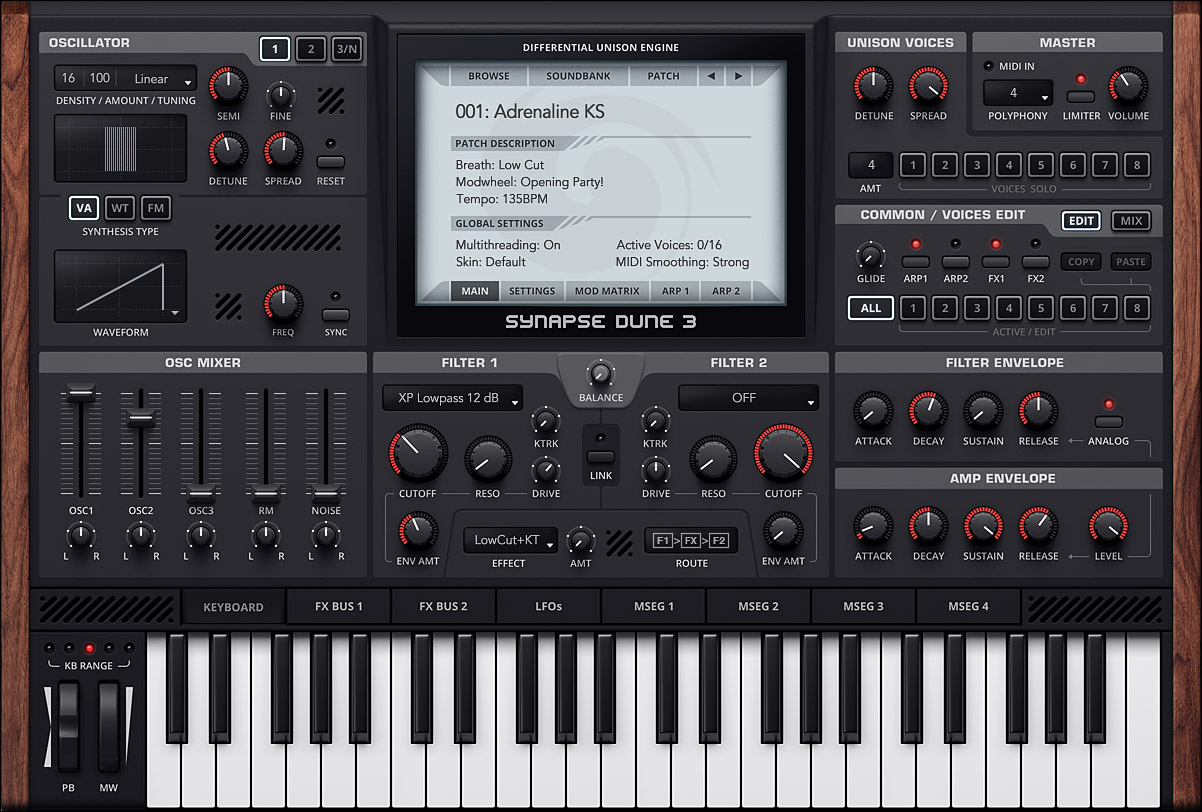 OSCILLATOR
1 2 3/N
16 100 Linear
DENSITY / AMOUNT / TUNING
SEMI
FINE
DETUNE SPREAD RESET
VA WT FM
SYNTHESIS TYPE
WAVEFORM
FREQ SYNC
DIFFERENTIAL UNISON ENGINE
BROWSE SOUNDBANK PATCH
001: Adrenaline KS
PATCH DESCRIPTION
Breath: Low Cut
Modwheel: Opening Party!
Tempo: 135BPM
GLOBAL SETTINGS
Multithreading: On Active Voices: 0/16
Skin: Default MIDI Smoothing: Strong
MAIN SETTINGS MOD MATRIX ARP 1 ARP 2
SYNAPSE DUNE 3
UNISON VOICES
DETUNE SPREAD
MASTER
MIDI IN
4
POLYPHONY LIMITER VOLUME
4 1 2 3 4 5 6 7 8
AMT VOICES SOLO
COMMON / VOICES EDIT EDIT MIX
GLIDE ARP1 ARP2 FX1 FX2 COPY PASTE
ALL 1 2 3 4 5 6 7 8
ACTIVE / EDIT
OSC MIXER
OSC1 OSC2 OSC3 RM NOISE
L R L R L R L R L R
FILTER 1 FILTER 2
BALANCE
XP Lowpass 12 dB OFF
KTRK KTRK
LINK
CUTOFF RESO DRIVE DRIVE RESO CUTOFF
LowCut+KT F1 > FX > F2
ENV AMT EFFECT AMT ROUTE ENV AMT
FILTER ENVELOPE
ATTACK DECAY SUSTAIN RELEASE ANALOG
AMP ENVELOPE
ATTACK DECAY SUSTAIN RELEASE LEVEL
KEYBOARD FX BUS 1 FX BUS 2 LFOs MSEG 1 MSEG 2 MSEG 3 MSEG 4
KB RANGE
PB MW